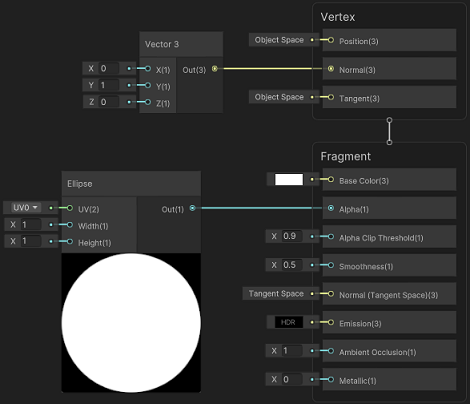 Vertex
Vector 3
Object Space
Position(3)
X 0
X(1)
Out(3)
Normal(3)
Y 1
Y(1)
Z 0
Z(1)
Object Space
Tangent(3)
Fragment
Base Color(3)
Ellipse
UV0
UV(2)
Out(1)
Alpha(1)
X 1
Width(1)
X 1
Height(1)
X 0.9
Alpha Clip Threshold(1)
X 0.5
Smoothness(1)
Tangent Space
Normal (Tangent Space)(3)
HDR
Emission(3)
X 1
Ambient Occlusion(1)
X 0
Metallic(1)